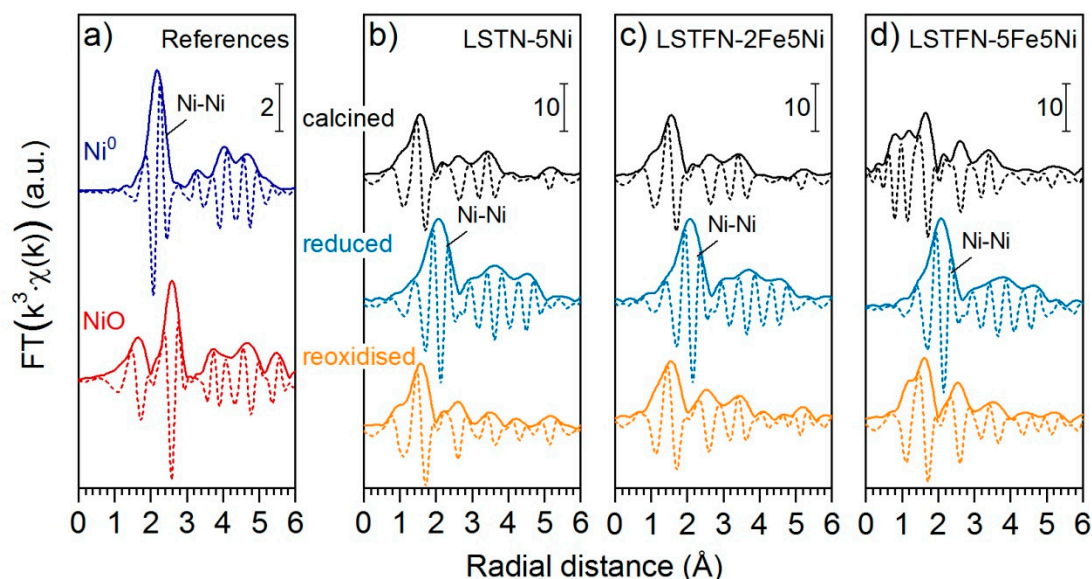 a) References
b) LSTN-5Ni
c) LSTFN-2Fe5Ni
d) LSTFN-5Fe5Ni
Ni-Ni
2
10
10
10
calcined
Ni⁰
Ni-Ni
Ni-Ni
Ni-Ni
reduced
NiO
reoxidised
FT(k³·χ(k)) (a.u.)
0 1 2 3 4 5 6
0 1 2 3 4 5 6
0 1 2 3 4 5 6
0 1 2 3 4 5 6
Radial distance (Å)